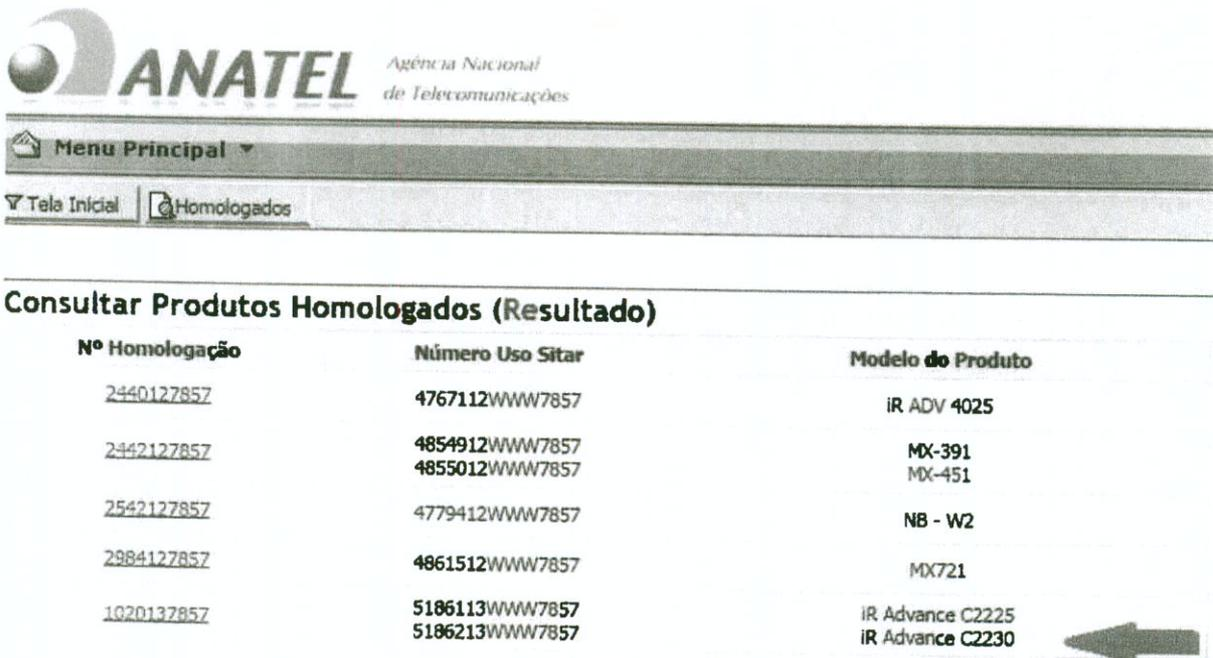 ANATEL
Agência Nacional
de Telecomunicações
Menu Principal
Tela Inicial Homologados
Consultar Produtos Homologados (Resultado)
Nº Homologação Número Uso Sitar Modelo do Produto
2440127857 4767112WWW7857 iR ADV 4025
2442127857 4854912WWW7857 MX-391
4855012WWW7857 MX-451
2542127857 4779412WWW7857 NB - W2
2984127857 4861512WWW7857 MX721
1020137857 5186113WWW7857 iR Advance C2225
5186213WWW7857 iR Advance C2230